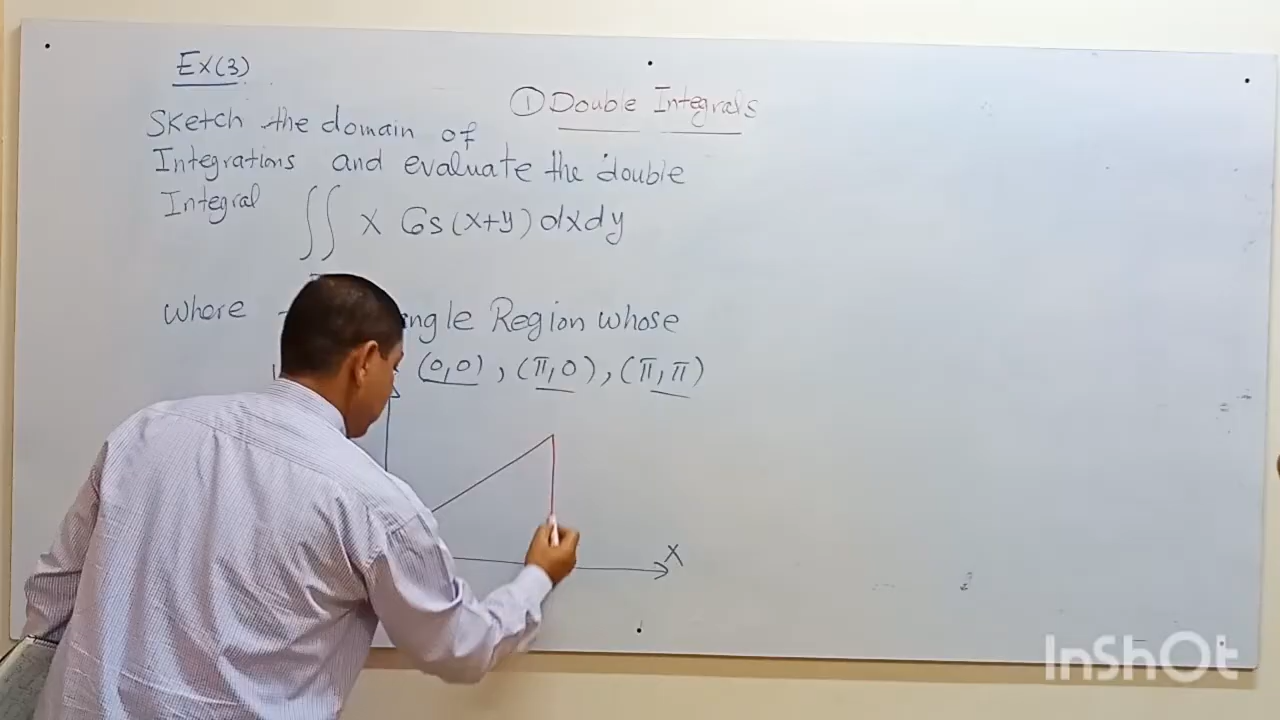 Ex(3)
① Double Integrals
Sketch the domain of
Integrations and evaluate the double
Integral ∬ x Cos(x+y) dxdy
where ngle Region whose
(0,0), (π,0), (π,π)
X
InShOt